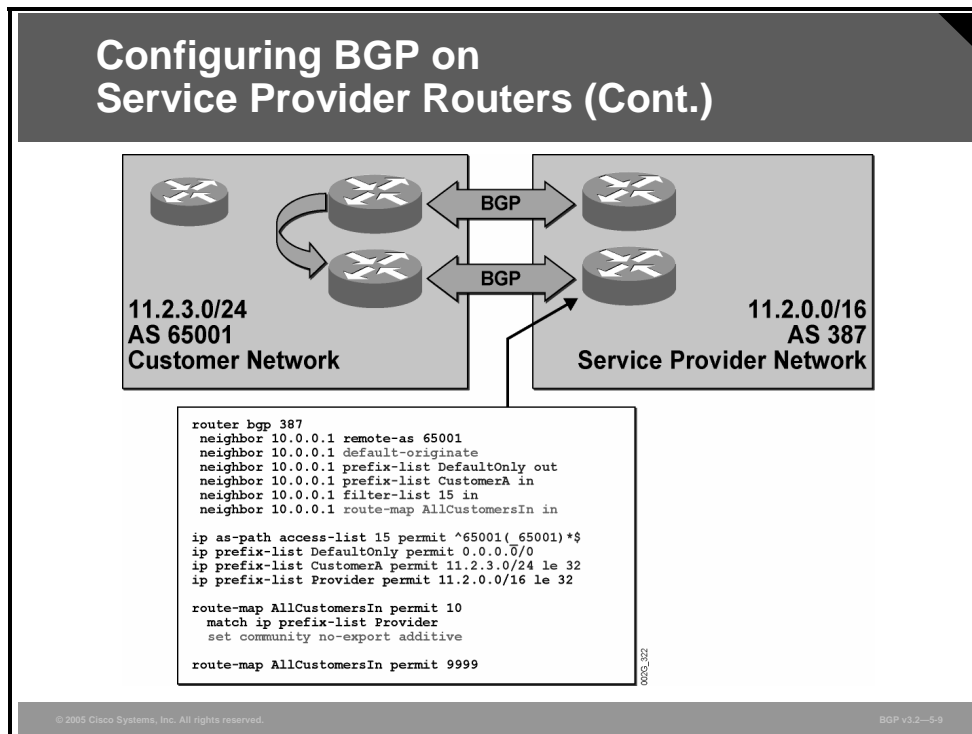 Configuring BGP on
Service Provider Routers (Cont.)
BGP
BGP
11.2.3.0/24
AS 65001
Customer Network
11.2.0.0/16
AS 387
Service Provider Network
router bgp 387
neighbor 10.0.0.1 remote-as 65001
neighbor 10.0.0.1 default-originate
neighbor 10.0.0.1 prefix-list DefaultOnly out
neighbor 10.0.0.1 prefix-list CustomerA in
neighbor 10.0.0.1 filter-list 15 in
neighbor 10.0.0.1 route-map AllCustomersIn in
ip as-path access-list 15 permit ^65001(_65001)*$
ip prefix-list DefaultOnly permit 0.0.0.0/0
ip prefix-list CustomerA permit 11.2.3.0/24 le 32
ip prefix-list Provider permit 11.2.0.0/16 le 32
route-map AllCustomersIn permit 10
match ip prefix-list Provider
set community no-export additive
route-map AllCustomersIn permit 9999
002G_322
© 2005 Cisco Systems, Inc. All rights reserved.
BGP v3.2—5-9